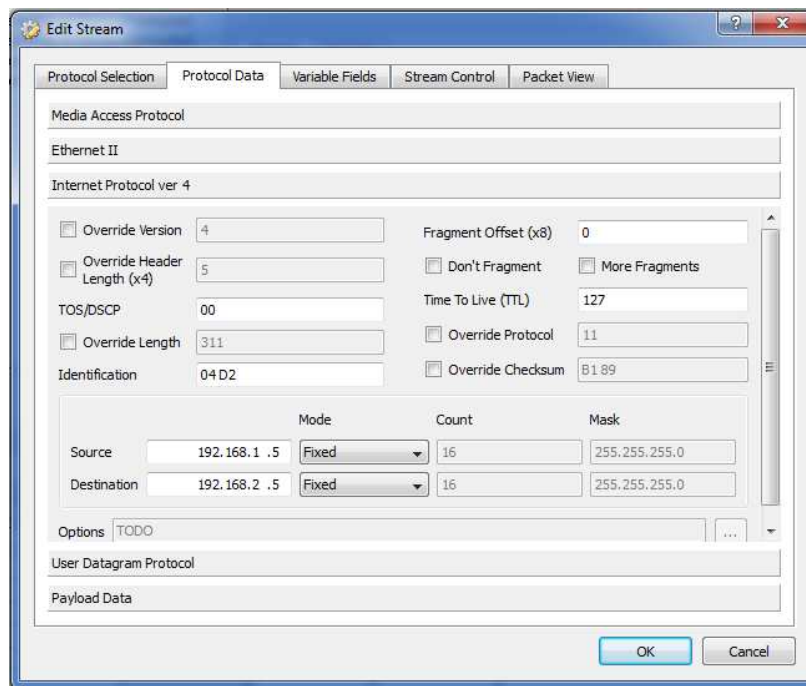 Edit Stream
Protocol Selection Protocol Data Variable Fields Stream Control Packet View
Media Access Protocol
Ethernet II
Internet Protocol ver 4
Override Version 4 Fragment Offset (x8) 0
Override Header Length (x4) 5 Don't Fragment More Fragments
TOS/DSCP 00 Time To Live (TTL) 127
Override Length 311 Override Protocol 11
Identification 04 D2 Override Checksum B1 89
Mode Count Mask
Source 192.168.1 .5 Fixed 16 255.255.255.0
Destination 192.168.2 .5 Fixed 16 255.255.255.0
Options TODO ...
User Datagram Protocol
Payload Data
OK Cancel